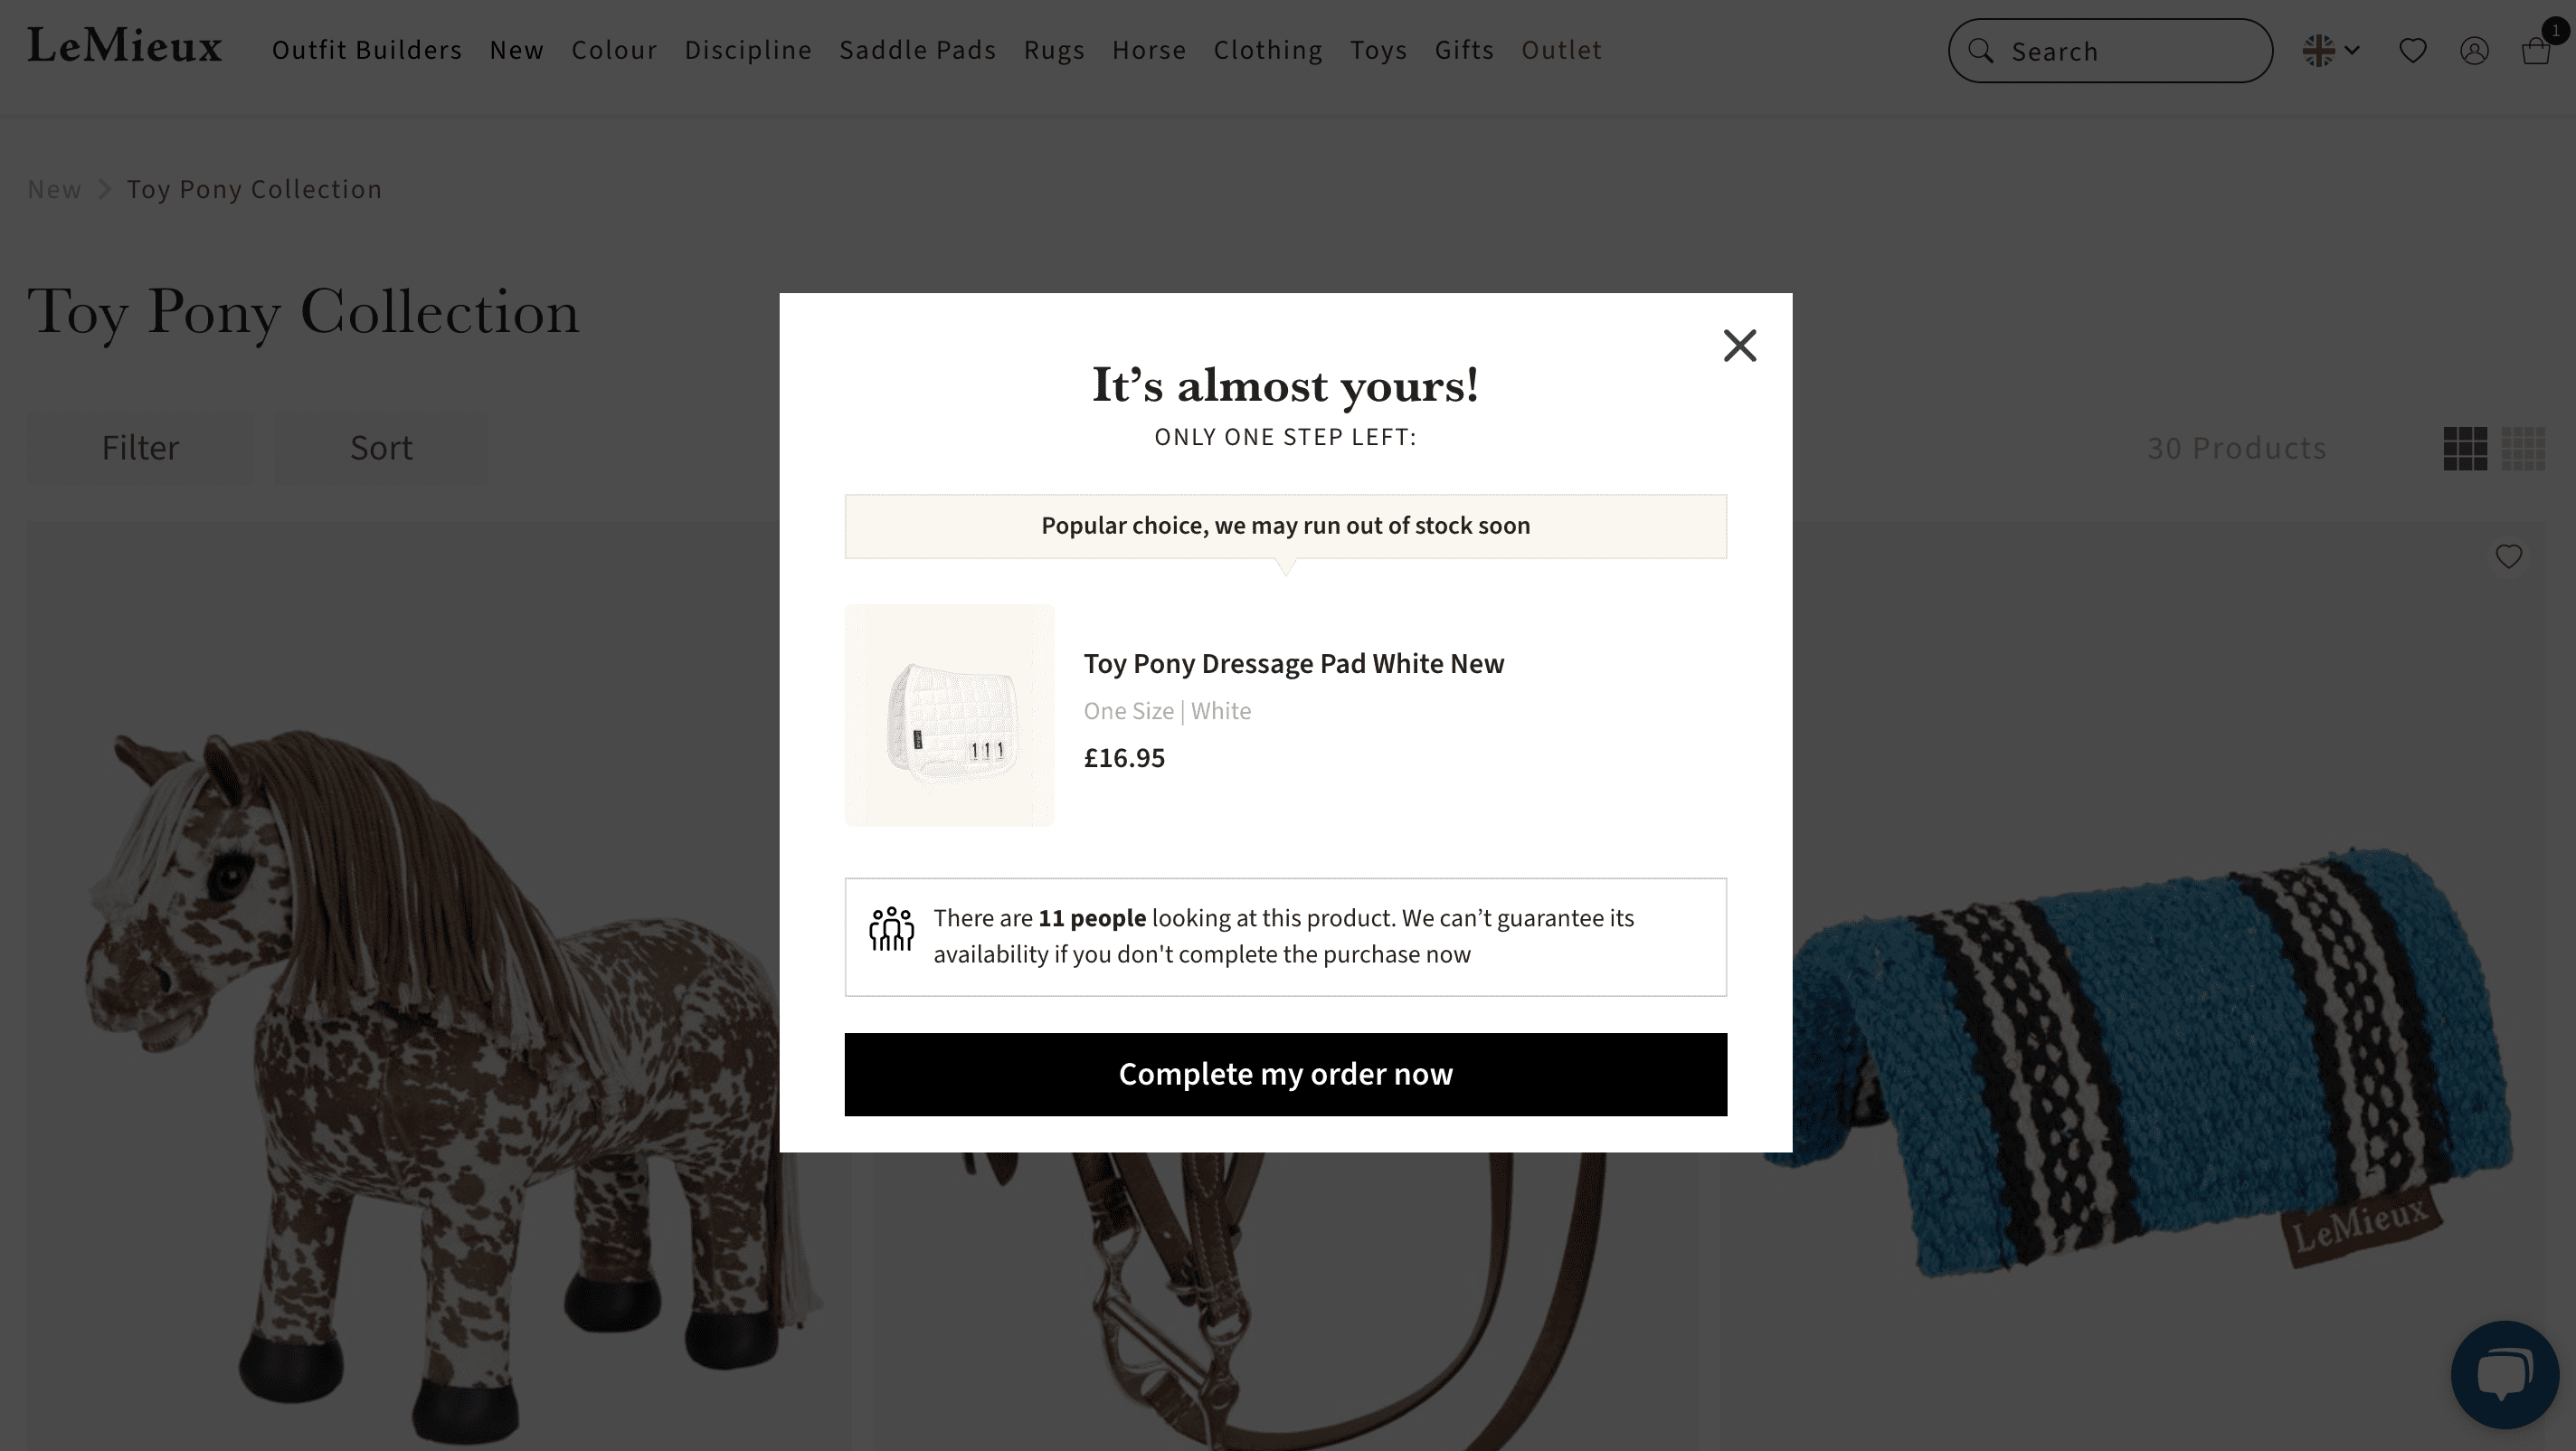 LeMieux
Outfit Builders New Colour Discipline Saddle Pads Rugs Horse Clothing Toys Gifts Outlet
Search
1
New
Toy Pony Collection
Toy Pony Collection
Filter
Sort
30 Products
It’s almost yours!
ONLY ONE STEP LEFT:
Popular choice, we may run out of stock soon
111
Toy Pony Dressage Pad White New
One Size | White
£16.95
There are 11 people looking at this product. We can’t guarantee its
availability if you don't complete the purchase now
Complete my order now
LeMieux